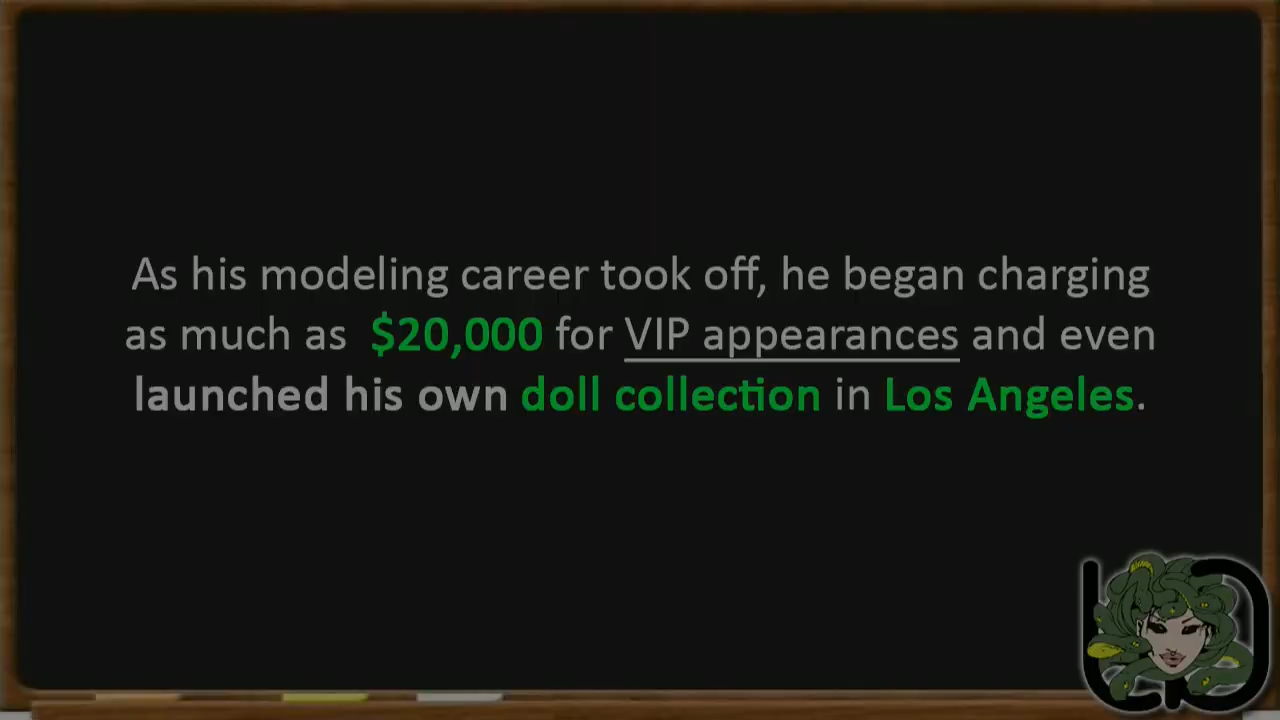 As his modeling career took off, he began charging
as much as $20,000 for VIP appearances and even
launched his own doll collection in Los Angeles.